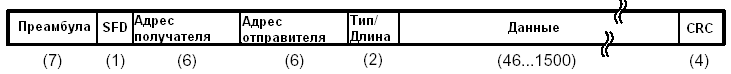 Преамбула SFD Адрес получателя Адрес отправителя Тип/Длина Данные CRC
(7) (1) (6) (6) (2) (46...1500) (4)